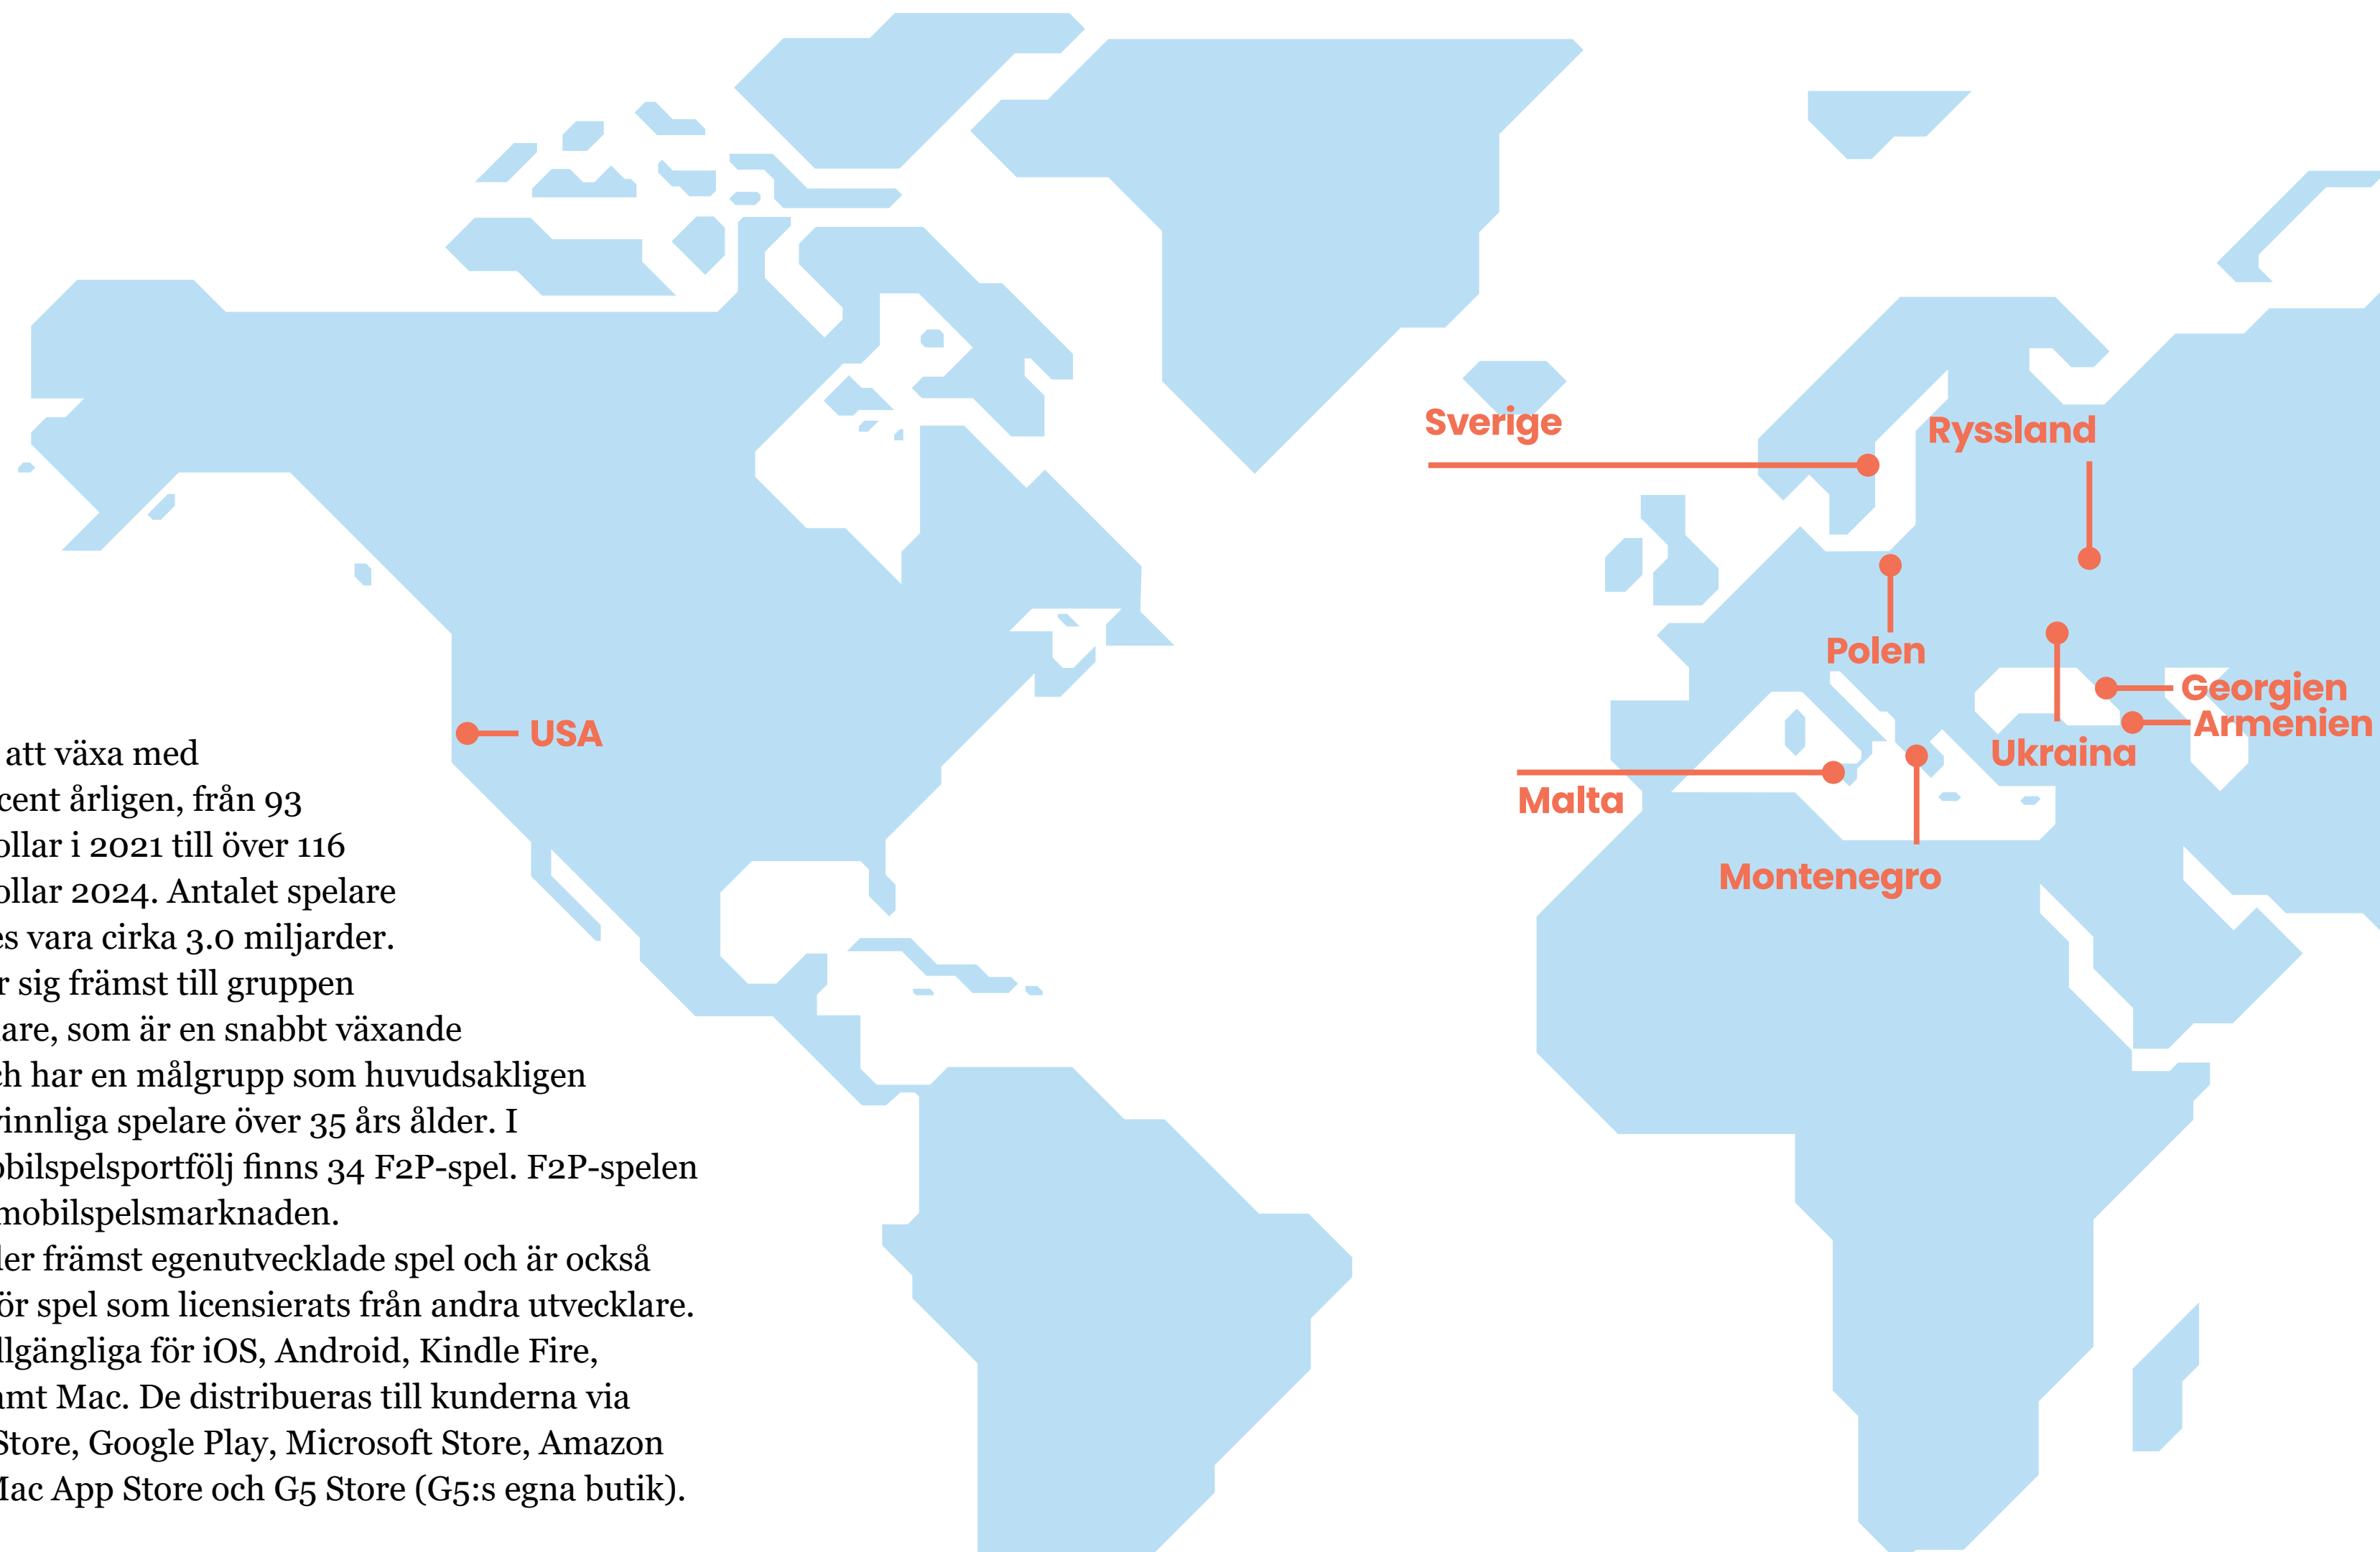 Sverige
Ryssland
Polen
Georgien
Armenien
Ukraina
USA
Malta
Montenegro
att växa med
cent årligen, från 93
ollar i 2021 till över 116
ollar 2024. Antalet spelare
es vara cirka 3.0 miljarder.
r sig främst till gruppen
lare, som är en snabbt växande
ch har en målgrupp som huvudsakligen
vinnliga spelare över 35 års ålder. I
obilspelsportfölj finns 34 F2P-spel. F2P-spelen
mobilspelsmarknaden.
ler främst egenutvecklade spel och är också
ör spel som licensierats från andra utvecklare.
llgängliga för iOS, Android, Kindle Fire,
amt Mac. De distribueras till kunderna via
Store, Google Play, Microsoft Store, Amazon
Mac App Store och G5 Store (G5:s egna butik).